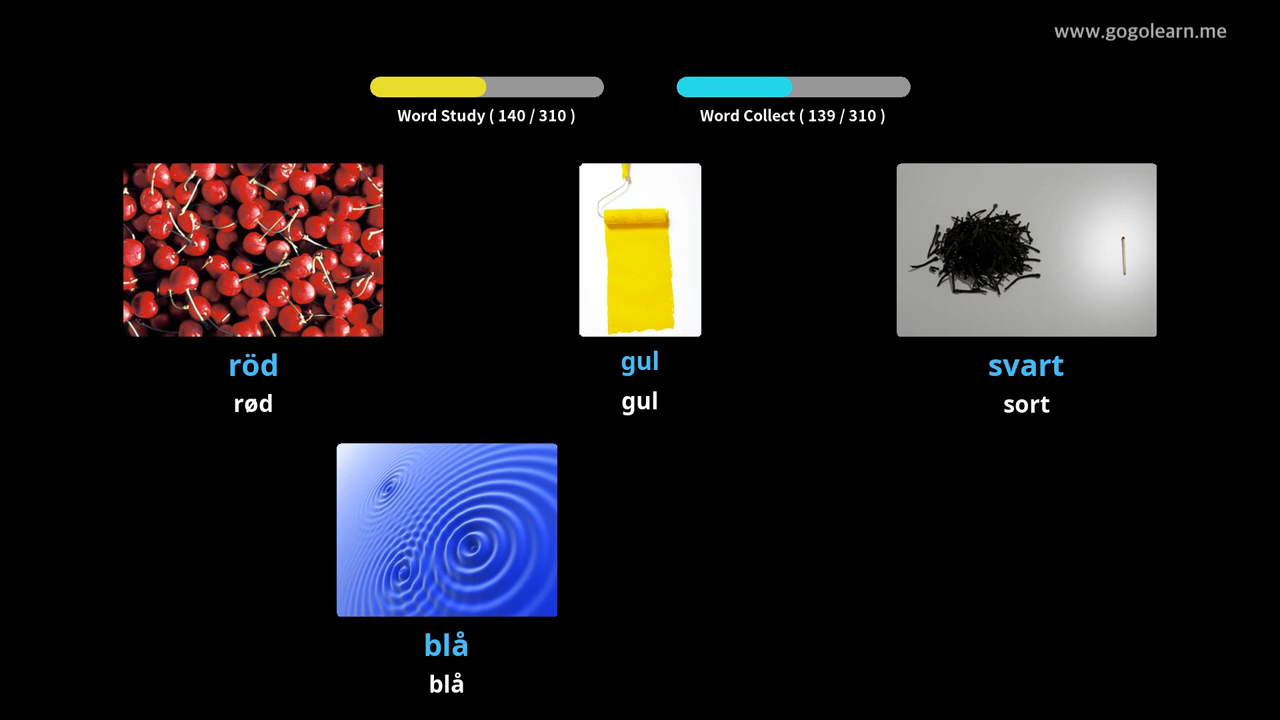 www.gogolearn.me
Word Study ( 140 / 310 )
Word Collect ( 139 / 310 )
röd
rød
gul
gul
svart
sort
blå
blå